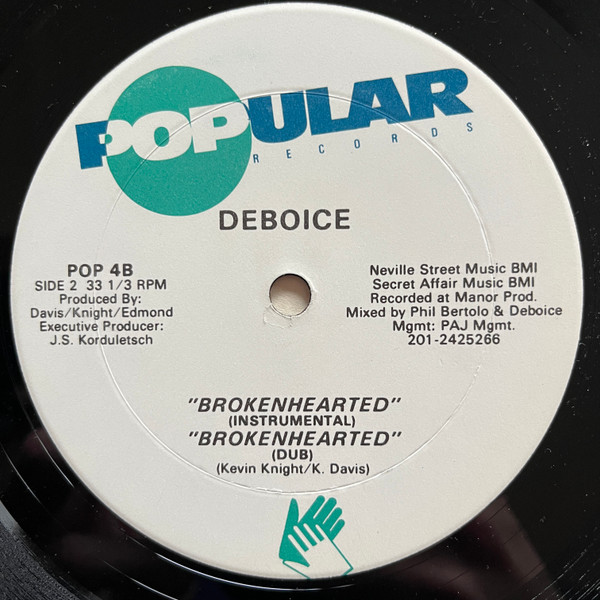 POPULAR
RECORDS
DEBOICE
POP 4B
SIDE 2 33 1/3 RPM
Produced By:
Davis/Knight/Edmond
Executive Producer:
J.S. Korduletsch
Neville Street Music BMI
Secret Affair Music BMI
Recorded at Manor Prod.
Mixed by Phil Bertolo & Deboice
Mgmt: PAJ Mgmt.
201-2425266
"BROKENHEARTED"
(INSTRUMENTAL)
"BROKENHEARTED"
(DUB)
(Kevin Knight/K. Davis)